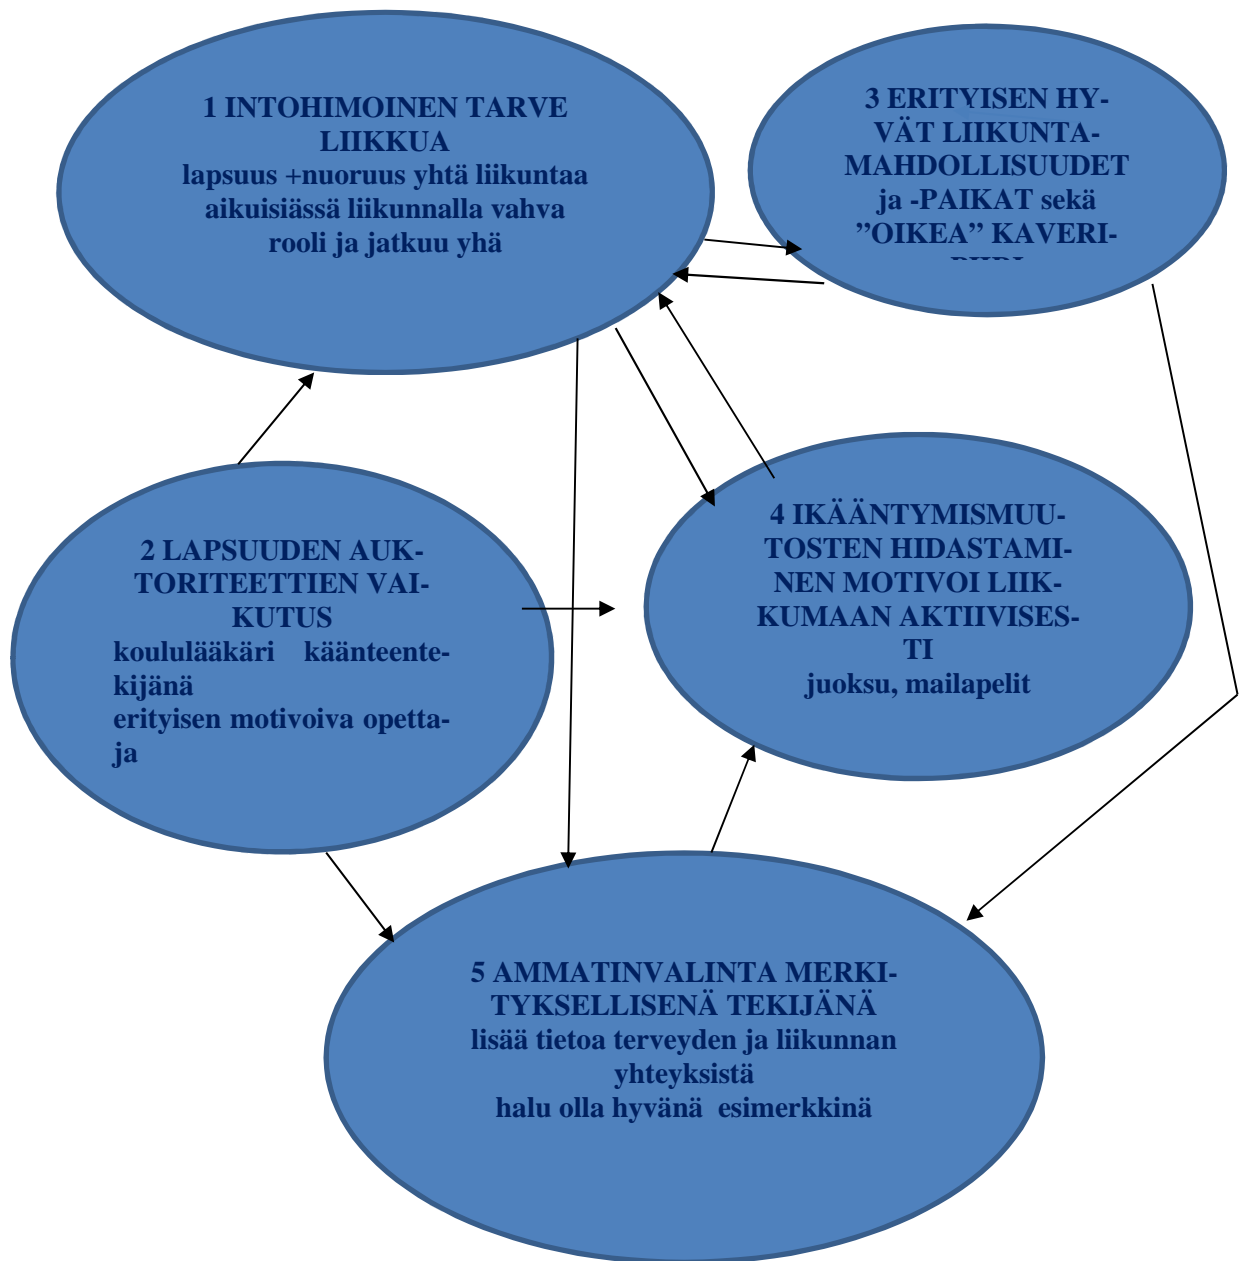 1 INTOHIMOINEN TARVE
LIIKKUA
lapsuus +nuoruus yhtä liikuntaa
aikuisiässä liikunnalla vahva
rooli ja jatkuu yhä
3 ERITYISEN HY-
VÄT LIIKUNTA-
MAHDOLLISUUDET
ja -PAIKAT sekä
”OIKEA” KAVERI-
2 LAPSUUDEN AUK-
TORITEETTIEN VAI-
KUTUS
koululääkäri käänteente-
kijänä
erityisen motivoiva opetta-
ja
4 IKÄÄNTYMISMUU-
TOSTEN HIDASTAMI-
NEN MOTIVOI LIIK-
KUMAAN AKTIIVISES-
TI
juoksu, mailapelit
5 AMMATINVALINTA MERKI-
TYKSELLISENÄ TEKIJÄNÄ
lisää tietoa terveyden ja liikunnan
yhteyksistä
halu olla hyvänä esimerkkinä